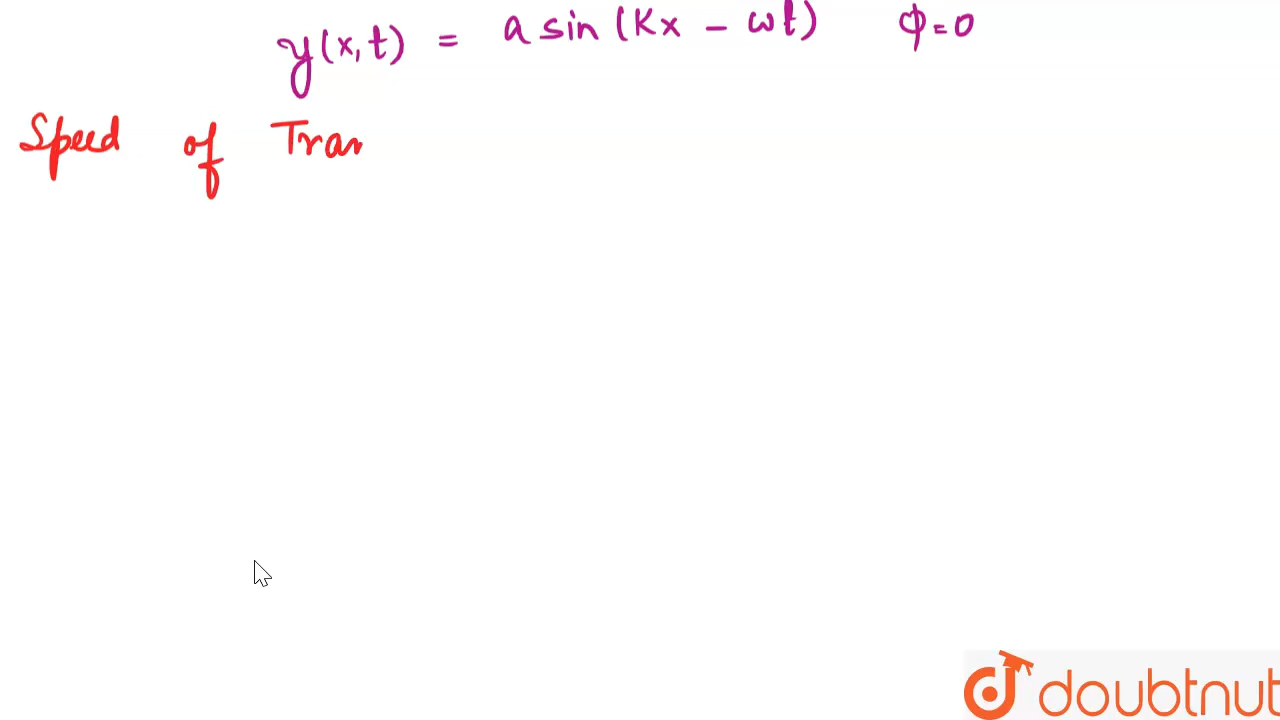 y(x,t) = a sin (Kx - ωt) ϕ=0
Speed of Tran
doubtnut